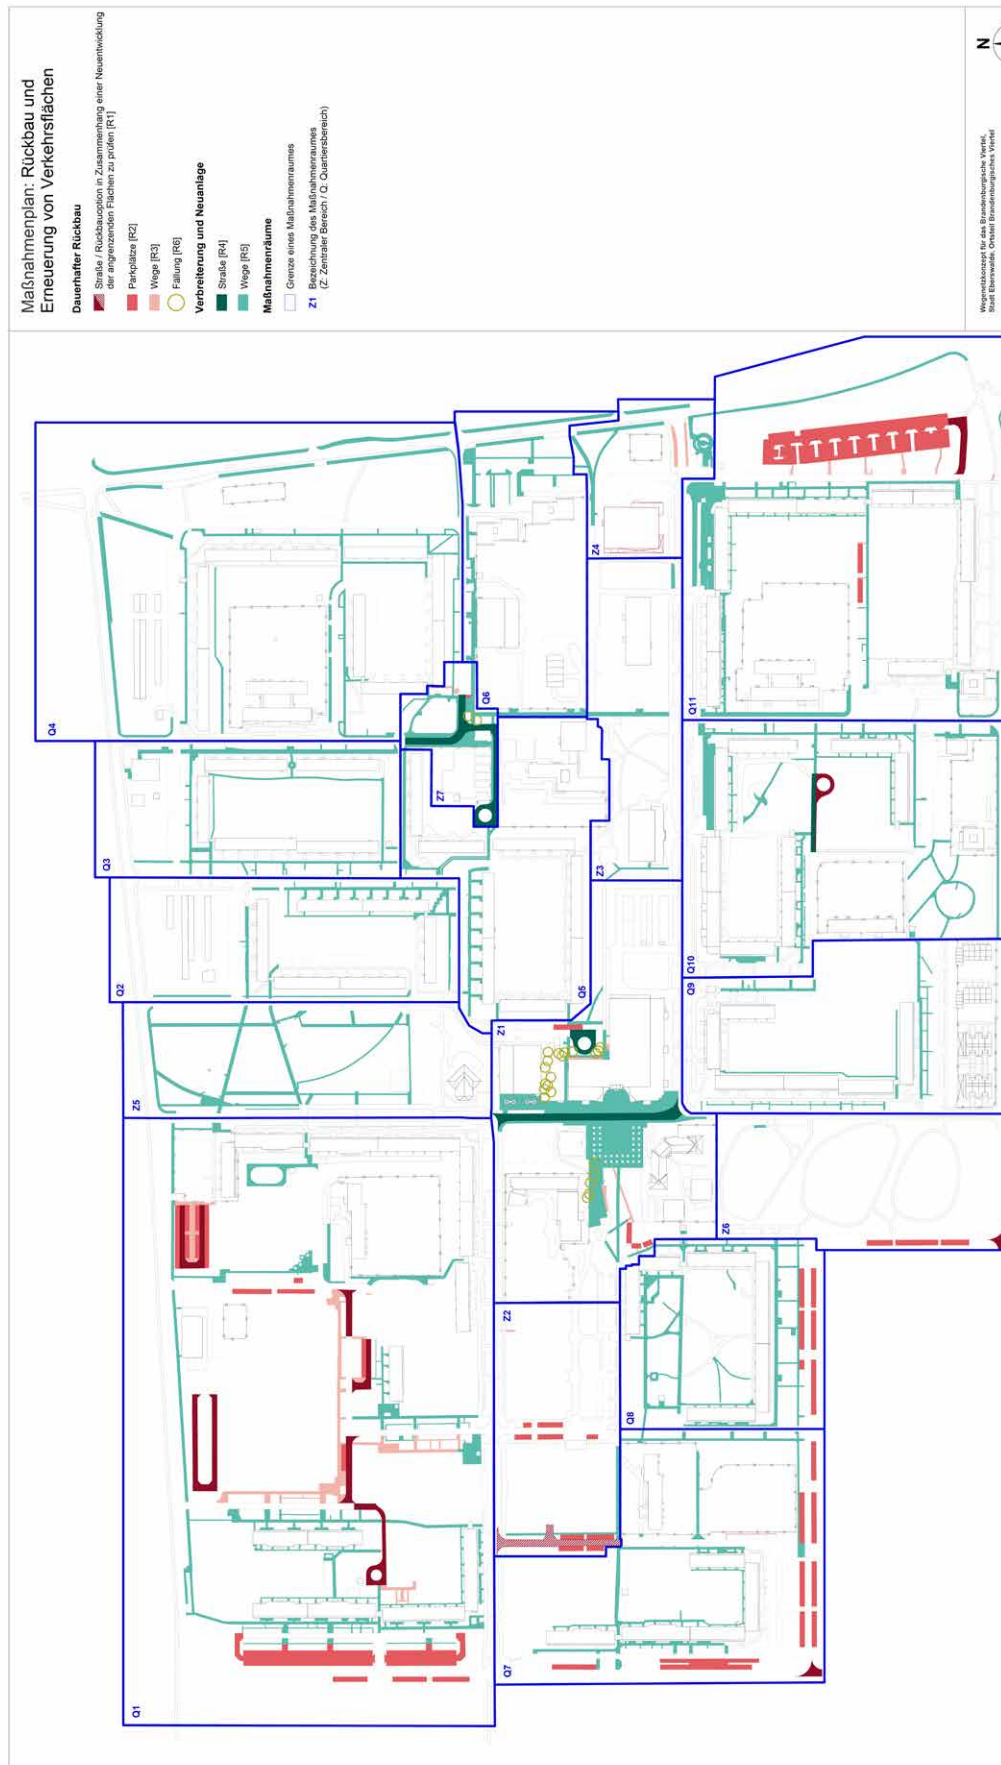 Maßnahmenplan: Rückbau und
Erneuerung von Verkehrsflächen
Dauerhafter Rückbau
Straße / Rückbauoption in Zusammenhang einer Neuentwicklung
der angrenzenden Flächen zu prüfen [R1]
Parkplätze [R2]
Wege [R3]
Fällung [R6]
Verbreiterung und Neuanlage
Straße [R4]
Wege [R5]
Maßnahmenräume
Grenze eines Maßnahmenraumes
Z1 Bezeichnung des Maßnahmenraumes
(Z: Zentraler Bereich / Q: Quartiersbereich)
N
Wegenetzkonzept für das Brandenburgische Viertel,
Stadt Eberswalde, Ortsteil Brandenburgisches Viertel
Q1
Z5
Q2
Q3
Q4
Q7
Z2
Z1
Q5
Z7
Q6
Q8
Z6
Z3
Z4
Q9
Q10
Q11